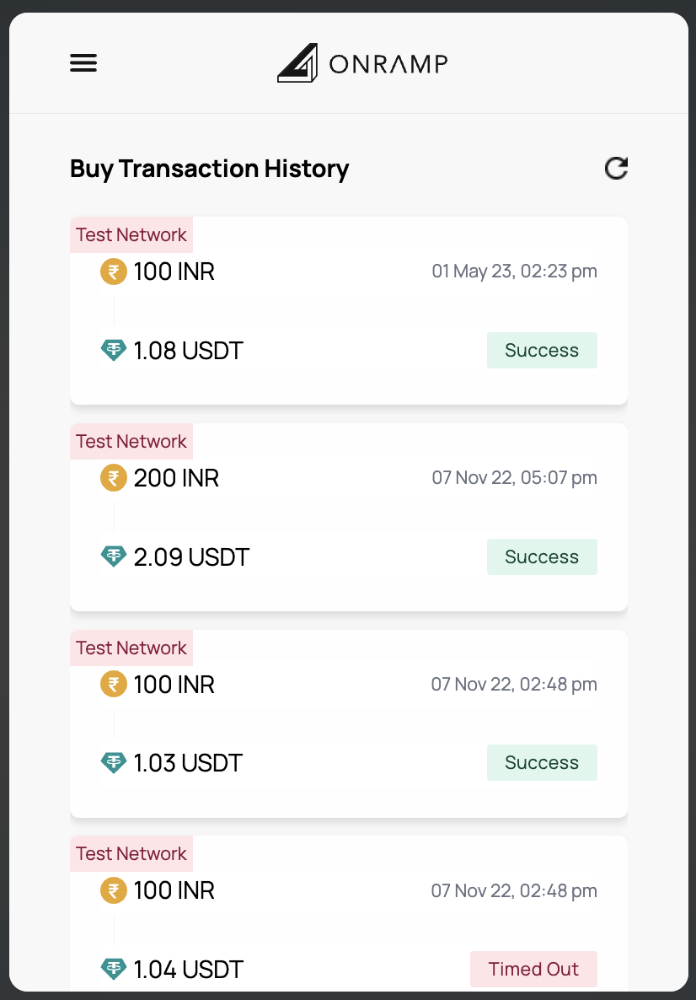 ONRAMP
Buy Transaction History
Test Network
₹ 100 INR 01 May 23, 02:23 pm
1.08 USDT Success
Test Network
₹ 200 INR 07 Nov 22, 05:07 pm
2.09 USDT Success
Test Network
₹ 100 INR 07 Nov 22, 02:48 pm
1.03 USDT Success
Test Network
₹ 100 INR 07 Nov 22, 02:48 pm
1.04 USDT Timed Out